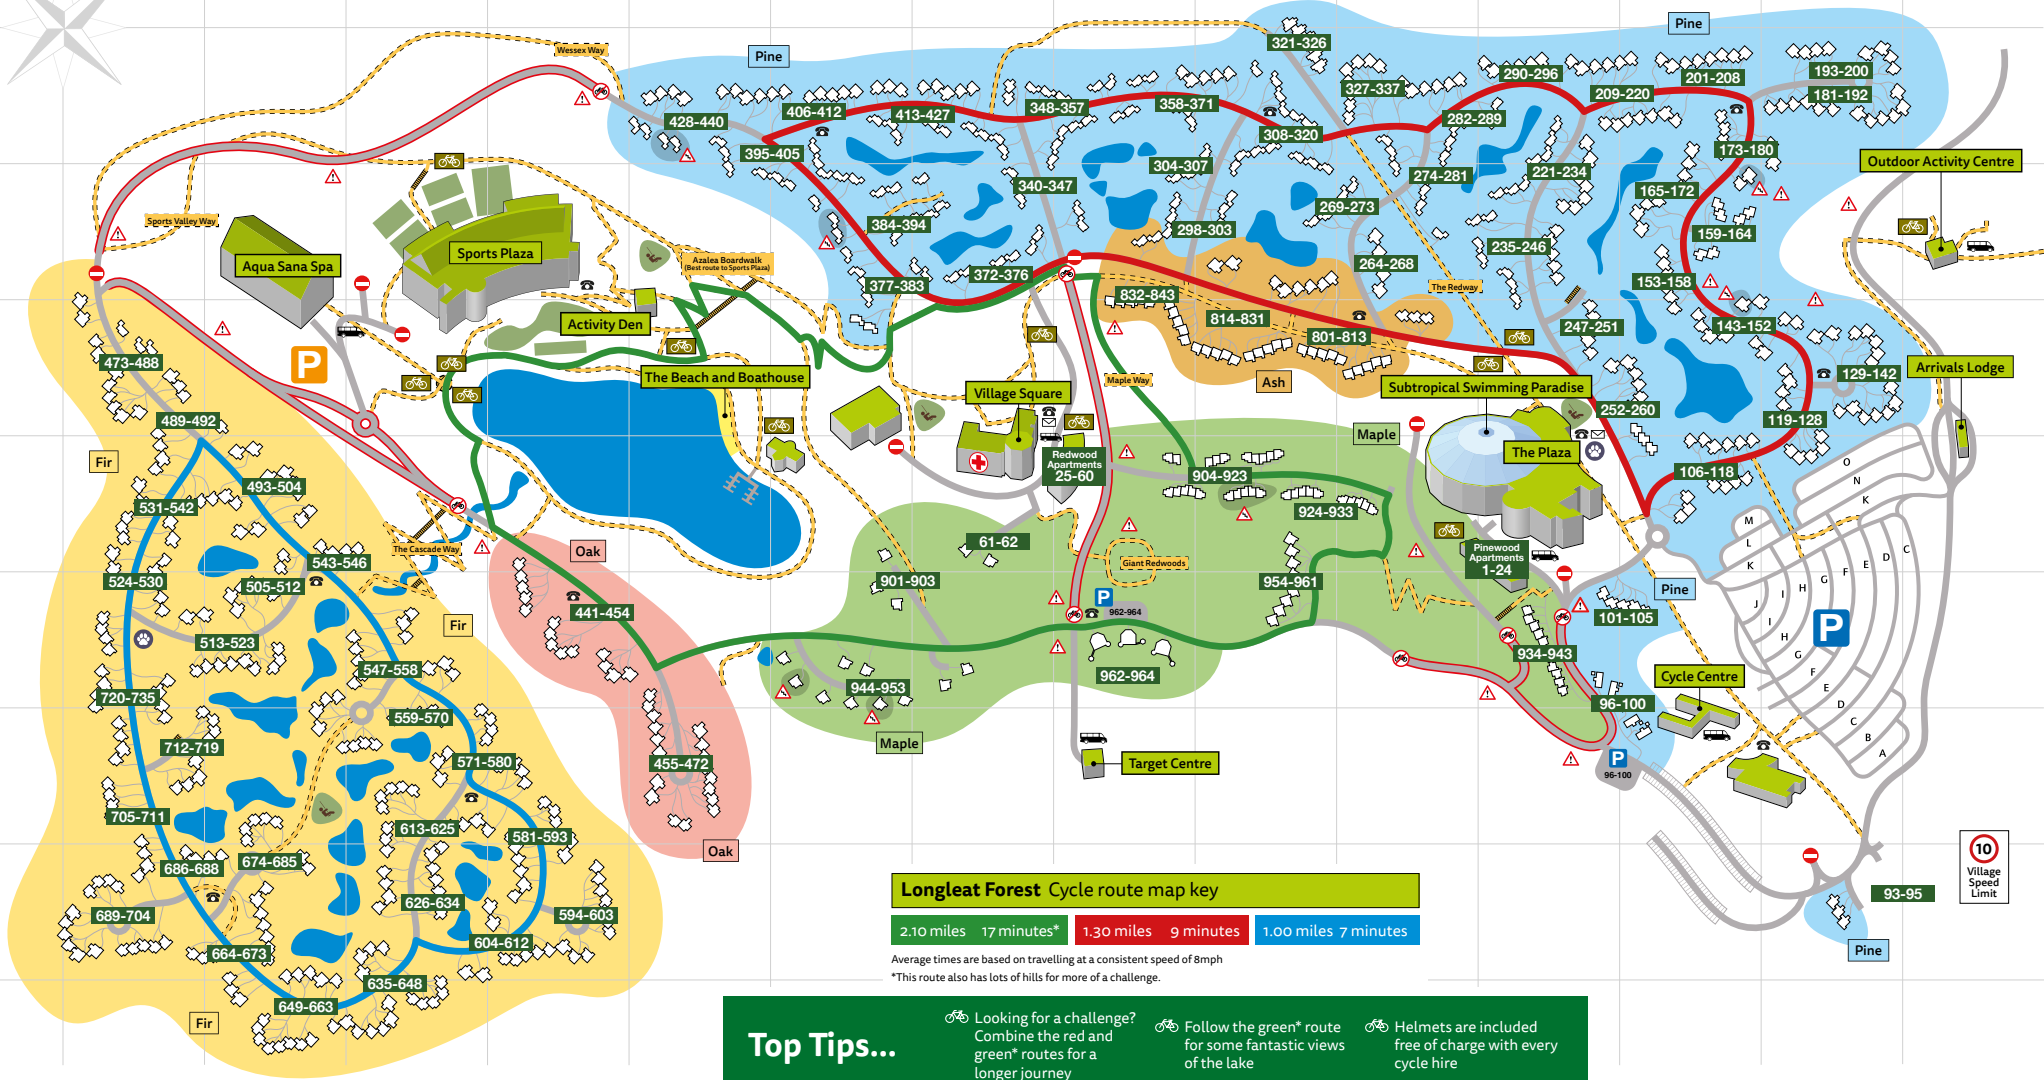 Pine
321-326
Wessex Way
Pine
290-296
201-208
193-200
327-337
209-220
181-192
406-412
413-427
348-357
358-371
428-440
282-289
308-320
395-405
304-307
173-180
Outdoor Activity Centre
340-347
274-281
221-234
165-172
Sports Valley Way
384-394
298-303
269-273
159-164
235-246
Sports Plaza
Aqua Sana Spa
Azalea Boardwalk
(Best route to Sports Plaza)
372-376
264-268
377-383
832-843
The Redway
153-158
Activity Den
814-831
801-813
247-251
143-152
P
473-488
The Beach and Boathouse
Maple Way
Ash
Subtropical Swimming Paradise
129-142
Arrivals Lodge
Village Square
252-260
119-128
489-492
Maple
The Plaza
Fir
Redwood
Apartments
25-60
904-923
106-118
O
N
K
493-504
531-542
924-933
M
L
K
The Cascade Way
Oak
61-62
Giant Redwoods
Pinewood
Apartments
1-24
C
D
E
F
G
H
I
J
543-546
524-530
505-512
901-903
954-961
Pine
441-454
P
962-964
101-105
P
I
H
G
F
E
D
C
B
A
Fir
513-523
547-558
934-943
720-735
944-953
962-964
Cycle Centre
96-100
559-570
712-719
Maple
571-580
455-472
Target Centre
P
96-100
705-711
613-625
581-593
Oak
10
Village
Speed
Limit
674-685
686-688
689-704
626-634
594-603
93-95
604-612
664-673
Pine
635-648
649-663
Fir
Longleat Forest Cycle route map key
2.10 miles 17 minutes*
1.30 miles 9 minutes
1.00 miles 7 minutes
Average times are based on travelling at a consistent speed of 8mph
*This route also has lots of hills for more of a challenge.
Top Tips...
Looking for a challenge?
Combine the red and
green* routes for a
longer journey
Follow the green* route
for some fantastic views
of the lake
Helmets are included
free of charge with every
cycle hire